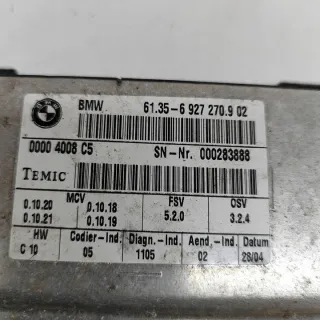 BMW 61.35-6 927 270.9 02
0000 4008 C5 SN-Nr. 000283888
TEMIC
MCV FSV OSV
0.10.20 0.10.18 5.2.0 3.2.4
0.10.21 0.10.19
HW Codier-Ind. Diagn.-Ind. Aend.-Ind. Datum
C 10 05 1105 02 28/04